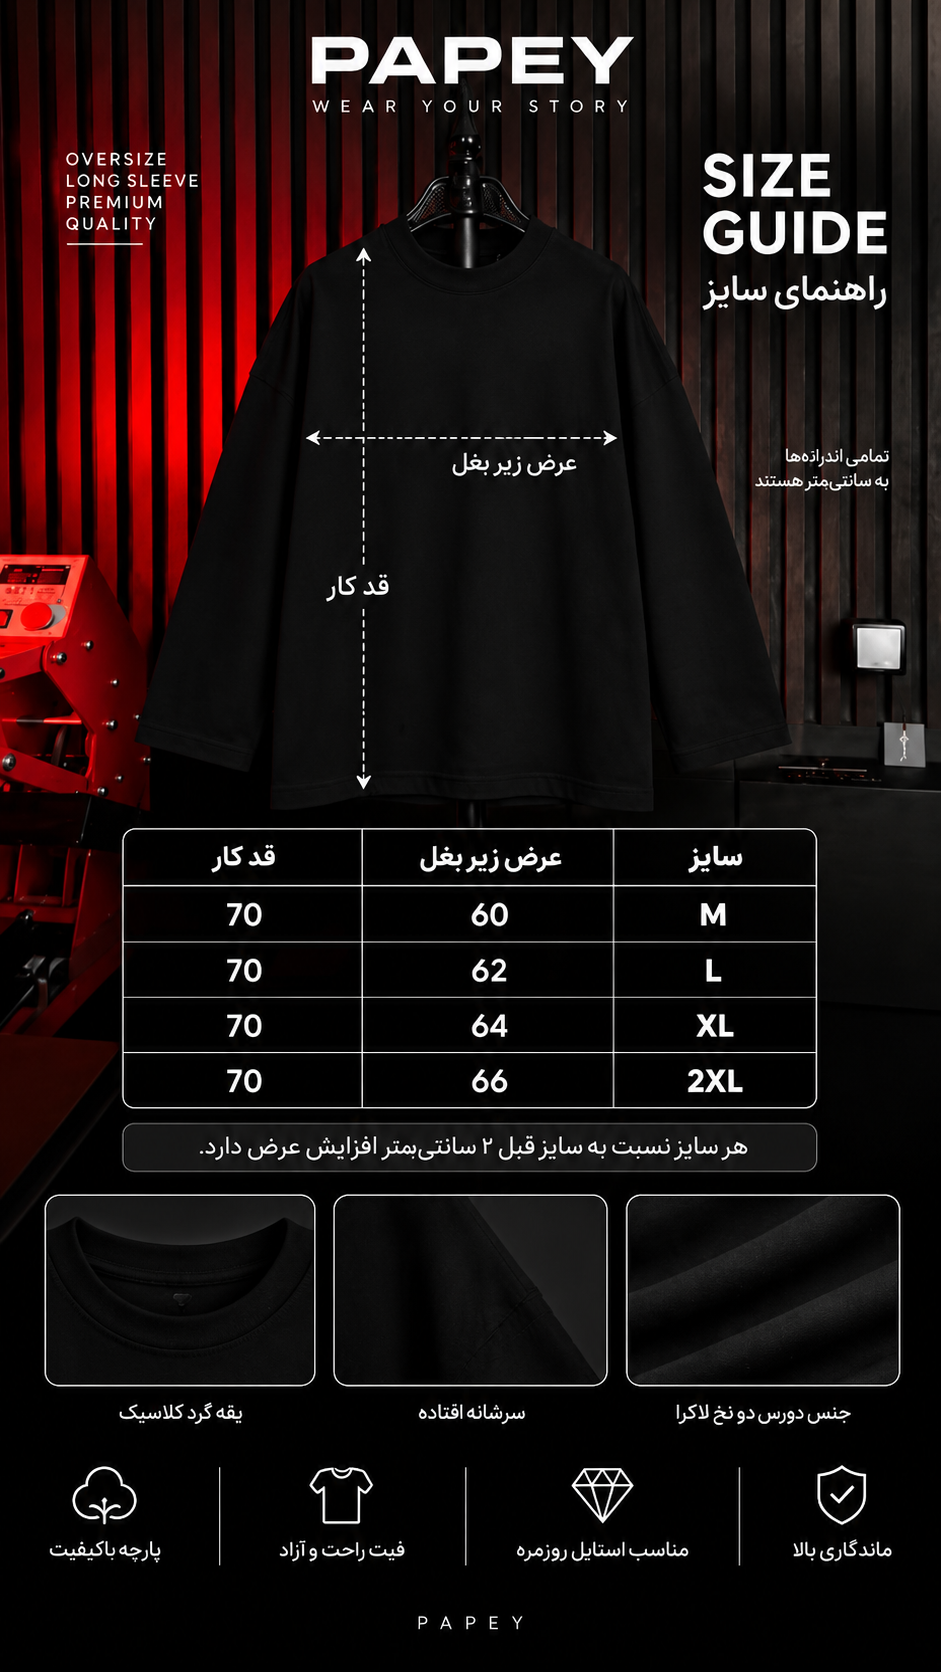 PAPEY
WEAR YOUR STORY
OVERSIZE
LONG SLEEVE
PREMIUM
QUALITY
SIZE
GUIDE
راهنمای سایز
تمامی اندرازه‌ها
به سانتی‌متر هستند
عرض زیر بغل
قد کار
سایز عرض زیر بغل قد کار
M 60 70
L 62 70
XL 64 70
2XL 66 70
هر سایز نسبت به سایز قبل ۲ سانتی‌متر افزایش عرض دارد.
جنس دورس دو نخ لاکرا
سرشانه افتاده
یقه گرد کلاسیک
ماندگاری بالا
مناسب استایل روزمره
فیت راحت و آزاد
پارچه باکیفیت
PAPEY